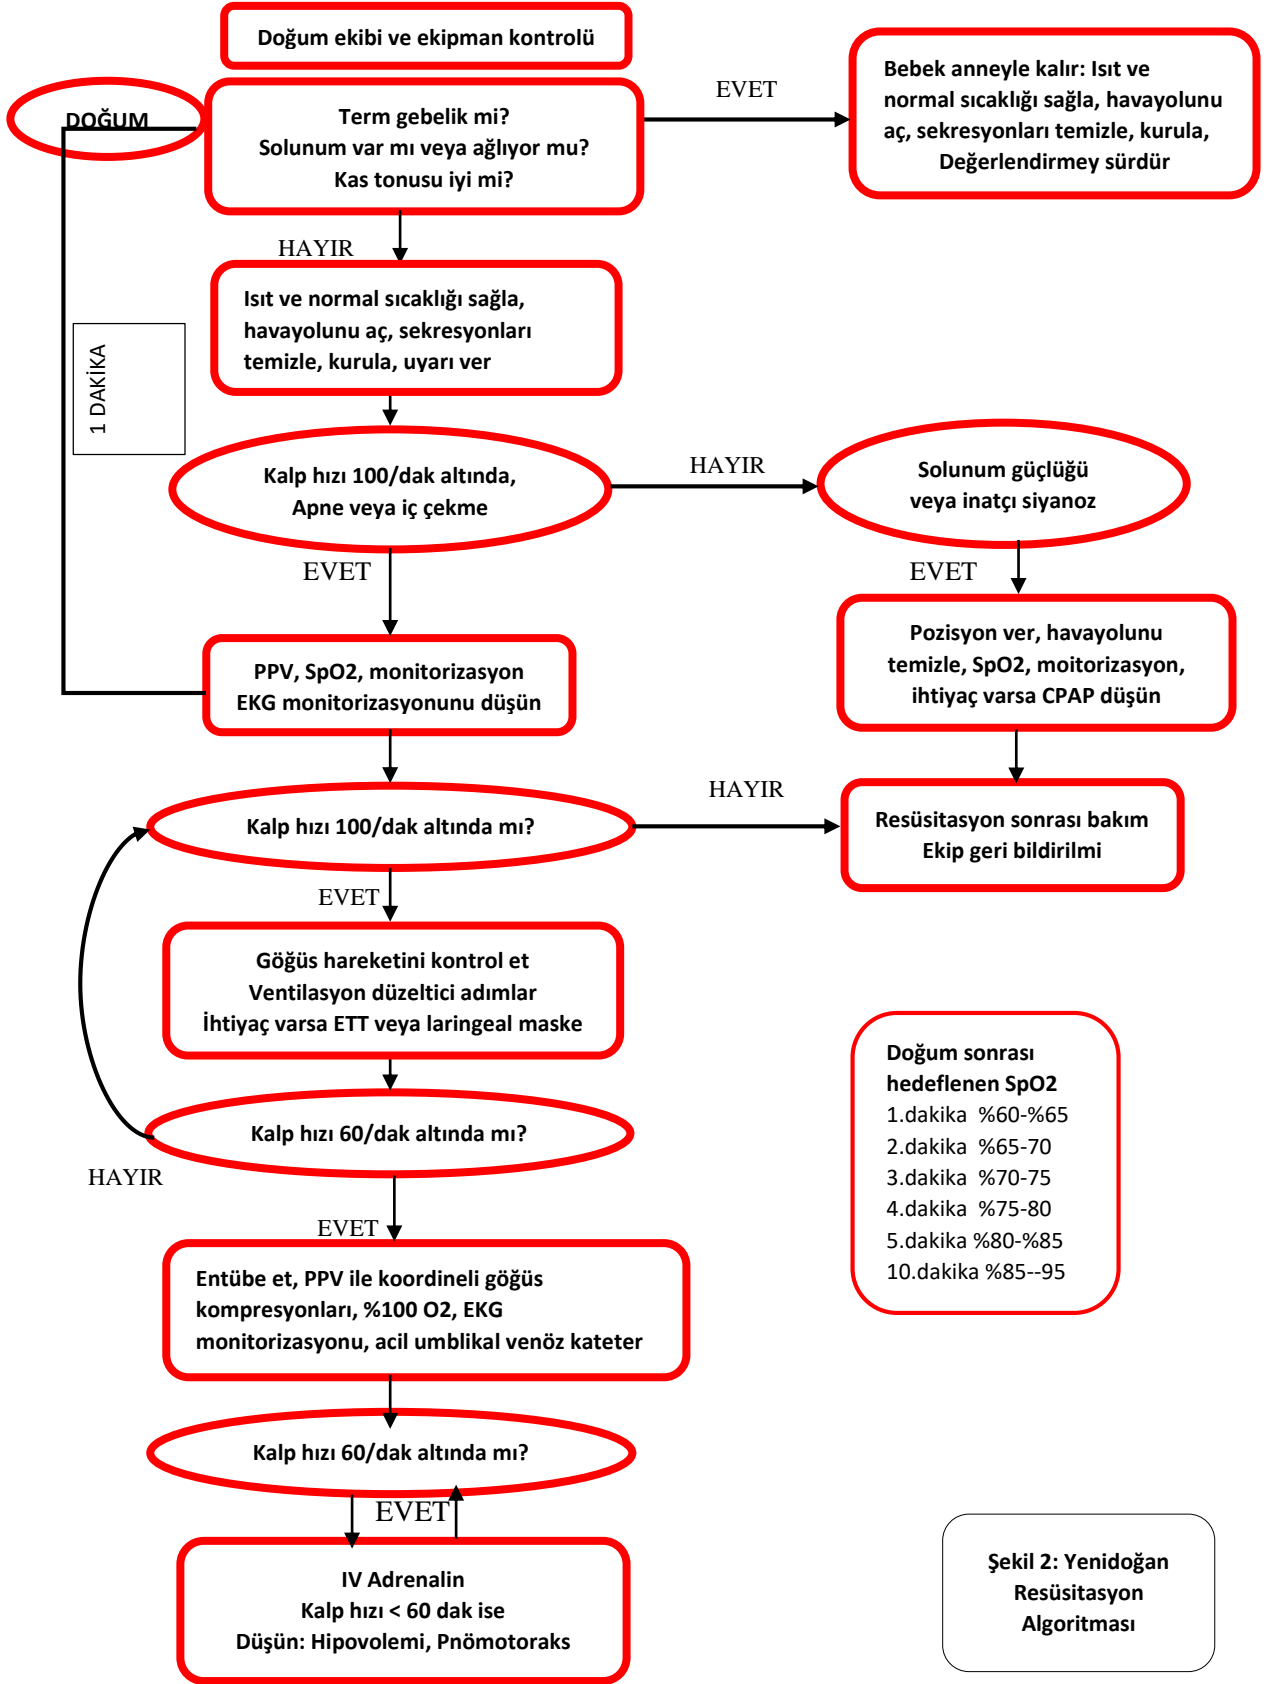 Doğum ekibi ve ekipman kontrolü
DOĞUM
Term gebelik mi?
Solunum var mı veya ağlıyor mu?
Kas tonusu iyi mi?
EVET
Bebek anneyle kalır: Isıt ve
normal sıcaklığı sağla, havayolunu
aç, sekresyonları temizle, kurula,
Değerlendirmey sürdür
HAYIR
Isıt ve normal sıcaklığı sağla,
havayolunu aç, sekresyonları
temizle, kurula, uyarı ver
1 DAKİKA
Kalp hızı 100/dak altında,
Apne veya iç çekme
HAYIR
Solunum güçlüğü
veya inatçı siyanoz
EVET
EVET
Pozisyon ver, havayolunu
temizle, SpO2, moitorizasyon,
ihtiyaç varsa CPAP düşün
PPV, SpO2, monitorizasyon
EKG monitorizasyonunu düşün
Kalp hızı 100/dak altında mı?
HAYIR
Resüsitasyon sonrası bakım
Ekip geri bildirilmi
EVET
Göğüs hareketini kontrol et
Ventilasyon düzeltici adımlar
İhtiyaç varsa ETT veya laringeal maske
Kalp hızı 60/dak altında mı?
HAYIR
EVET
Entübe et, PPV ile koordineli göğüs
kompresyonları, %100 O2, EKG
monitorizasyonu, acil umblikal venöz kateter
Kalp hızı 60/dak altında mı?
EVET
IV Adrenalin
Kalp hızı < 60 dak ise
Düşün: Hipovolemi, Pnömotoraks
Doğum sonrası
hedeflenen SpO2
1.dakika %60-%65
2.dakika %65-70
3.dakika %70-75
4.dakika %75-80
5.dakika %80-%85
10.dakika %85--95
Şekil 2: Yenidoğan
Resüsitasyon
Algoritması